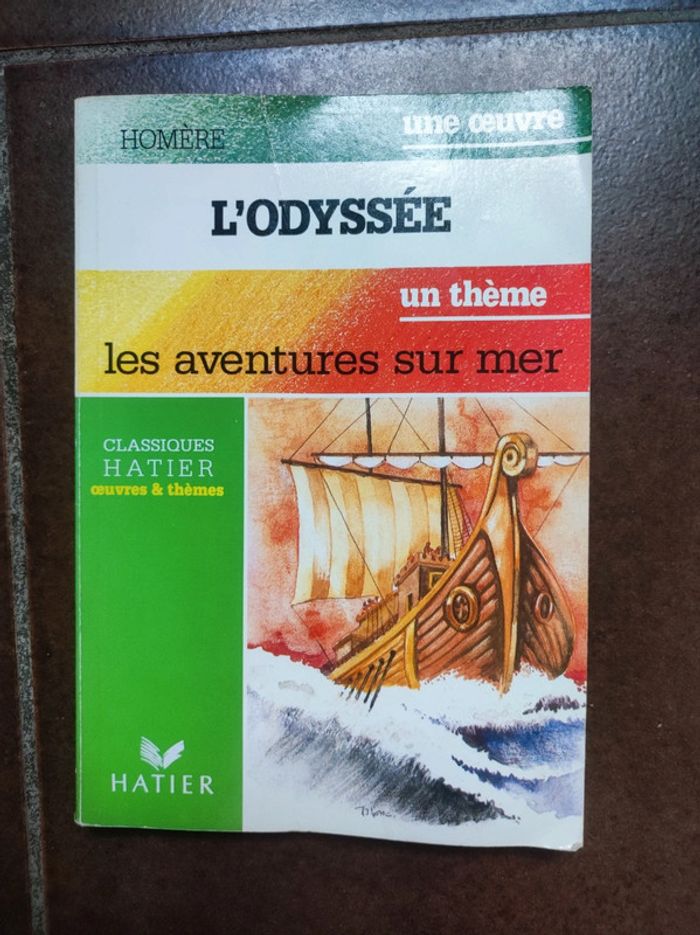 HOMÈRE
une œuvre
L'ODYSSÉE
un thème
les aventures sur mer
CLASSIQUES
HATIER
œuvres & thèmes
HATIER